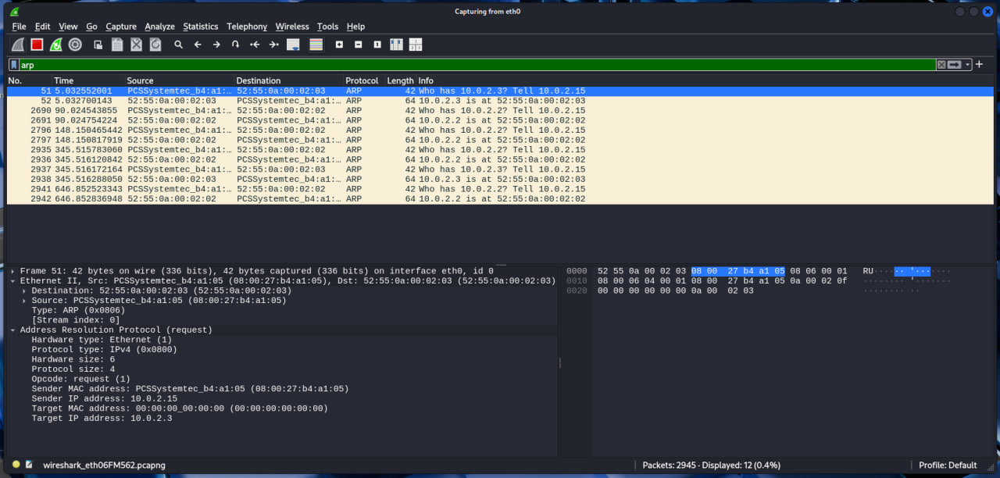 Capturing from eth0
File Edit View Go Capture Analyze Statistics Telephony Wireless Tools Help
arp
No. Time Source Destination Protocol Length Info
51 5.032552001 PCSSystemtec_b4:a1:… 52:55:0a:00:02:03 ARP 42 Who has 10.0.2.3? Tell 10.0.2.15
52 5.032700143 52:55:0a:00:02:03 PCSSystemtec_b4:a1:… ARP 64 10.0.2.3 is at 52:55:0a:00:02:03
2690 90.024543855 PCSSystemtec_b4:a1:… 52:55:0a:00:02:02 ARP 42 Who has 10.0.2.2? Tell 10.0.2.15
2691 90.024754224 52:55:0a:00:02:02 PCSSystemtec_b4:a1:… ARP 64 10.0.2.2 is at 52:55:0a:00:02:02
2796 148.150465442 PCSSystemtec_b4:a1:… 52:55:0a:00:02:02 ARP 42 Who has 10.0.2.2? Tell 10.0.2.15
2797 148.150817919 52:55:0a:00:02:02 PCSSystemtec_b4:a1:… ARP 64 10.0.2.2 is at 52:55:0a:00:02:02
2935 345.515783060 PCSSystemtec_b4:a1:… 52:55:0a:00:02:02 ARP 42 Who has 10.0.2.2? Tell 10.0.2.15
2936 345.516120842 52:55:0a:00:02:02 PCSSystemtec_b4:a1:… ARP 64 10.0.2.2 is at 52:55:0a:00:02:02
2937 345.516172164 PCSSystemtec_b4:a1:… 52:55:0a:00:02:03 ARP 42 Who has 10.0.2.3? Tell 10.0.2.15
2938 345.516288050 52:55:0a:00:02:03 PCSSystemtec_b4:a1:… ARP 64 10.0.2.3 is at 52:55:0a:00:02:03
2941 646.852523343 PCSSystemtec_b4:a1:… 52:55:0a:00:02:02 ARP 42 Who has 10.0.2.2? Tell 10.0.2.15
2942 646.852836948 52:55:0a:00:02:02 PCSSystemtec_b4:a1:… ARP 64 10.0.2.2 is at 52:55:0a:00:02:02
Frame 51: 42 bytes on wire (336 bits), 42 bytes captured (336 bits) on interface eth0, id 0
Ethernet II, Src: PCSSystemtec_b4:a1:05 (08:00:27:b4:a1:05), Dst: 52:55:0a:00:02:03 (52:55:0a:00:02:03)
Destination: 52:55:0a:00:02:03 (52:55:0a:00:02:03)
Source: PCSSystemtec_b4:a1:05 (08:00:27:b4:a1:05)
Type: ARP (0x0806)
[Stream index: 0]
Address Resolution Protocol (request)
Hardware type: Ethernet (1)
Protocol type: IPv4 (0x0800)
Hardware size: 6
Protocol size: 4
Opcode: request (1)
Sender MAC address: PCSSystemtec_b4:a1:05 (08:00:27:b4:a1:05)
Sender IP address: 10.0.2.15
Target MAC address: 00:00:00_00:00:00 (00:00:00:00:00:00)
Target IP address: 10.0.2.3
0000 52 55 0a 00 02 03 08 00 27 b4 a1 05 08 06 00 01 RU······ '·······
0010 08 00 06 04 00 01 08 00 27 b4 a1 05 0a 00 02 0f ········ '·······
0020 00 00 00 00 00 00 0a 00 02 03 ········ ··
wireshark_eth06FM562.pcapng
Packets: 2945 · Displayed: 12 (0.4%)
Profile: Default